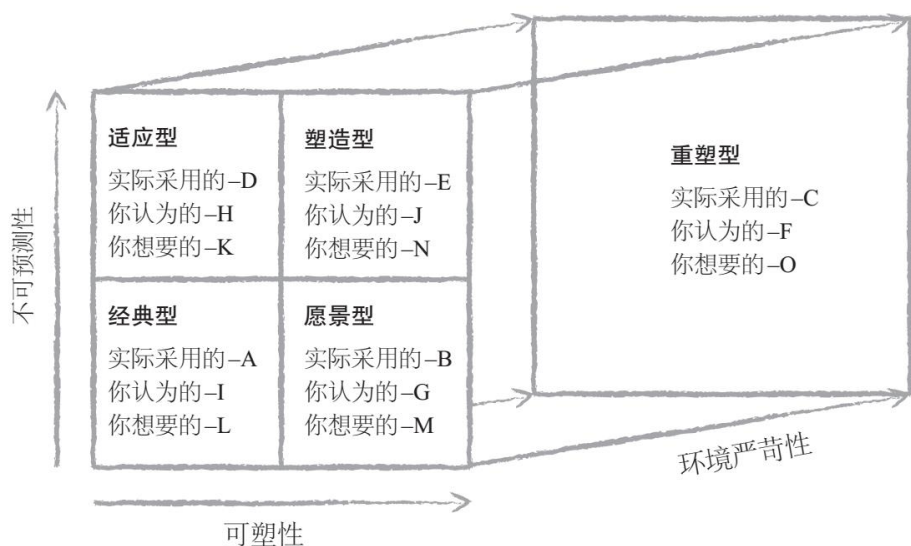 适应型
实际采用的–D
你认为的–H
你想要的–K
塑造型
实际采用的–E
你认为的–J
你想要的–N
重塑型
实际采用的–C
你认为的–F
你想要的–O
经典型
实际采用的–A
你认为的–I
你想要的–L
愿景型
实际采用的–B
你认为的–G
你想要的–M
不可预测性
环境严苛性
可塑性